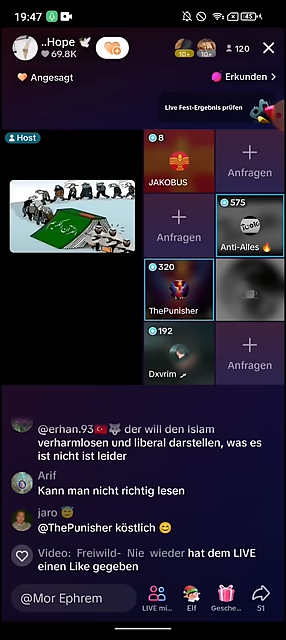 19:47
45
..Hope 🕊
69.8K
10+
10+
120
Angesagt
Erkunden
Live Fest-Ergebnis prüfen
Host
8
JAKOBUS
Anfragen
Anfragen
575
Anti-Alles 🔥
320
ThePunisher
192
Dxvrim
Anfragen
@erhan.93🇹🇷🐺 der will den Islam
verharmlosen und liberal darstellen, was es
ist nicht ist leider
Arif
Kann man nicht richtig lesen
jaro 😇
@ThePunisher köstlich 😊
Video: Freiwild- Nie wieder hat dem LIVE
einen Like gegeben
@Mor Ephrem
LIVE mi...
Elf
Gesche...
51